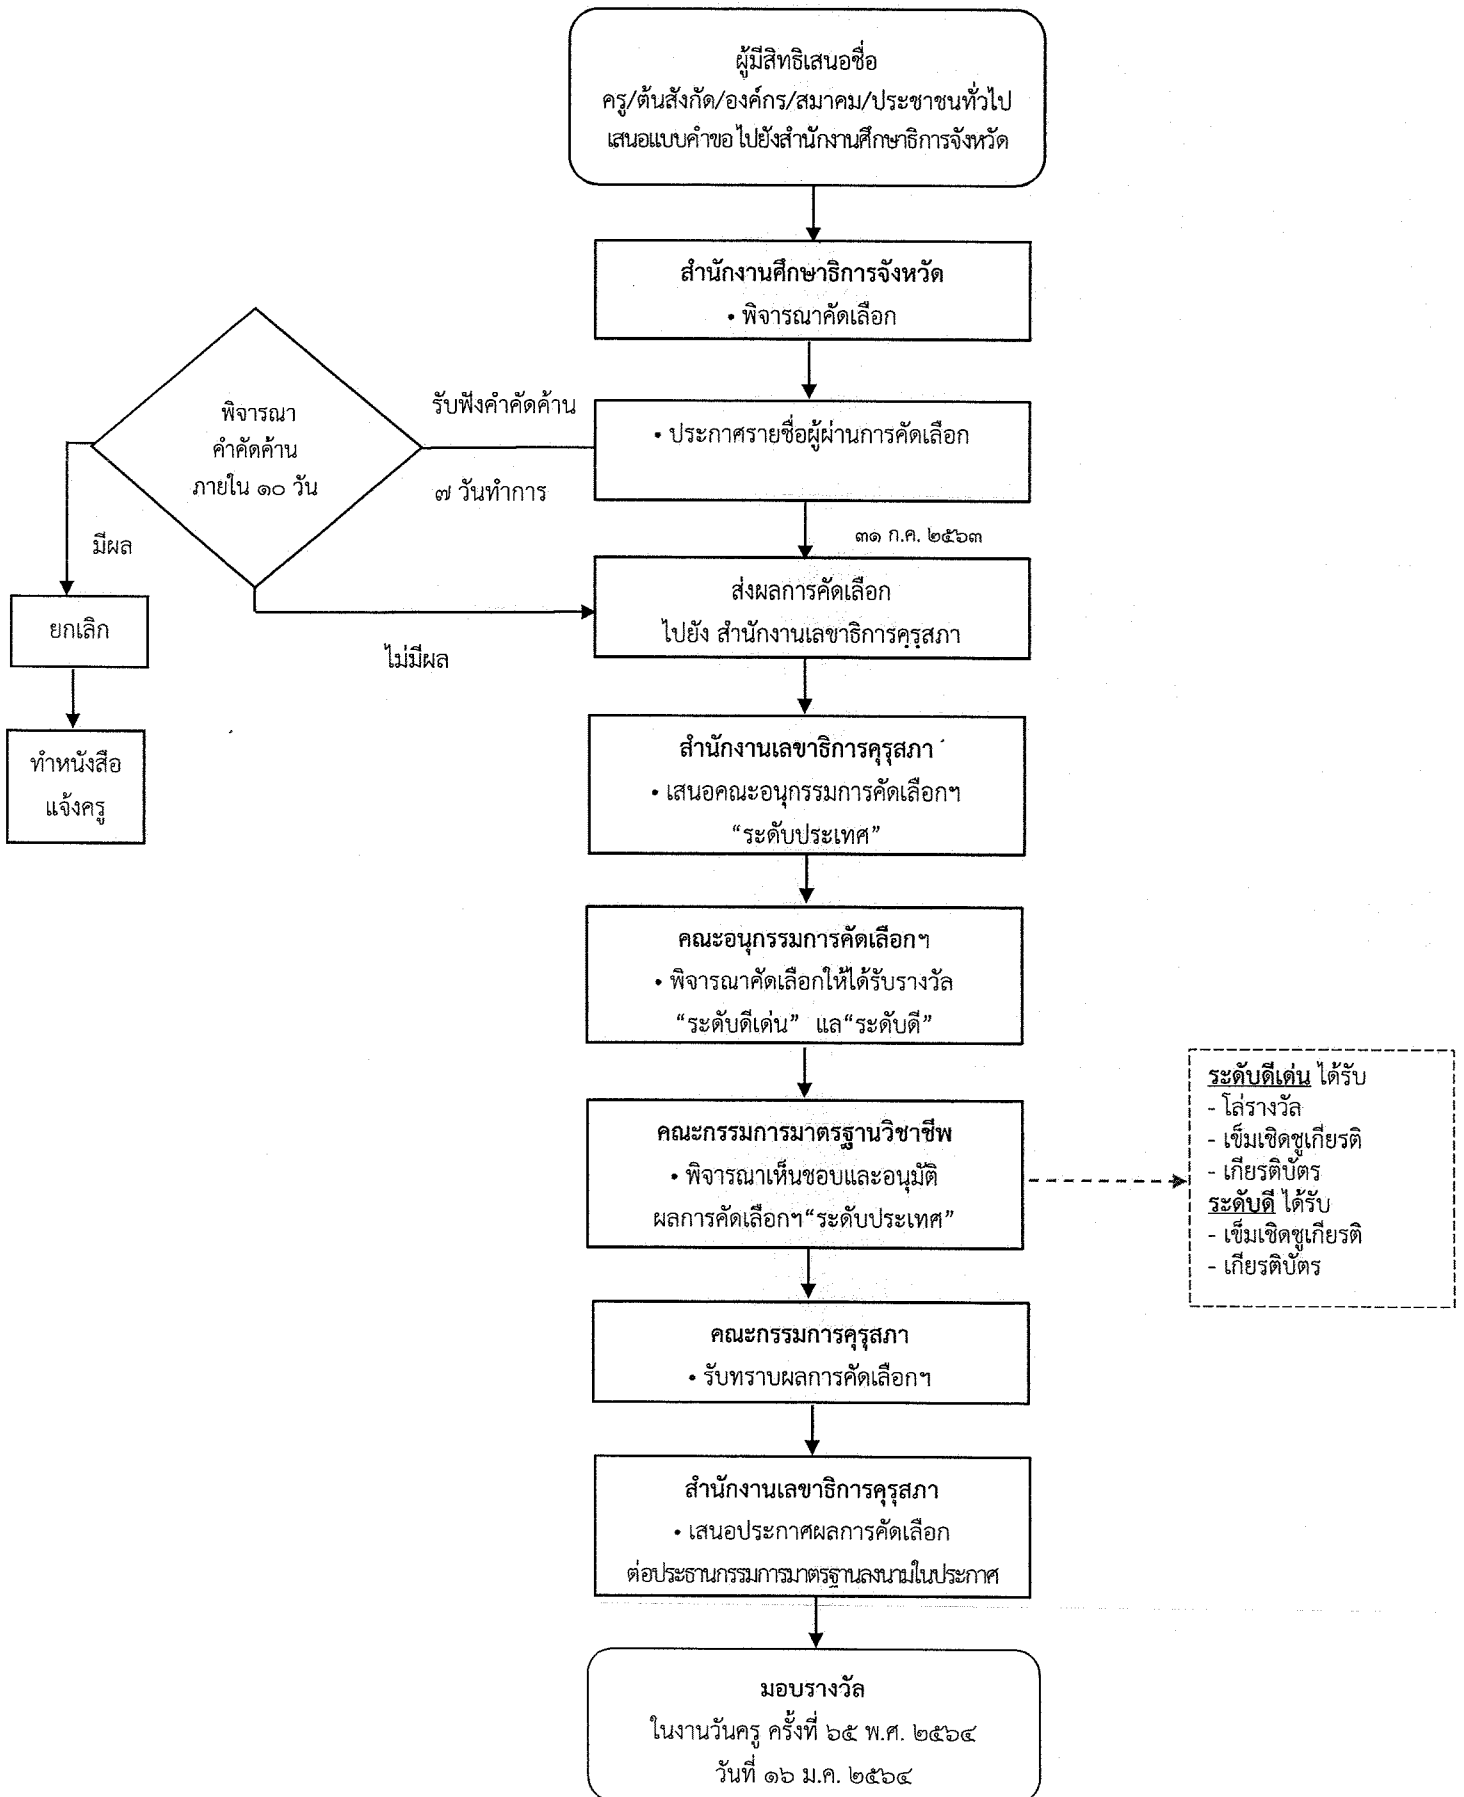 ผู้มีสิทธิเสนอชื่อ
ครู/ต้นสังกัด/องค์กร/สมาคม/ประชาชนทั่วไป
เสนอแบบคำขอ ไปยังสำนักงานศึกษาธิการจังหวัด
สำนักงานศึกษาธิการจังหวัด
• พิจารณาคัดเลือก
• ประกาศรายชื่อผู้ผ่านการคัดเลือก
รับฟังคำคัดค้าน
๗ วันทำการ
พิจารณา
คำคัดค้าน
ภายใน ๑๐ วัน
มีผล
ยกเลิก
ทำหนังสือ
แจ้งครู
ไม่มีผล
๓๑ ก.ค. ๒๕๖๓
ส่งผลการคัดเลือก
ไปยัง สำนักงานเลขาธิการคุรุสภา
สำนักงานเลขาธิการคุรุสภา
• เสนอคณะอนุกรรมการคัดเลือกฯ
“ระดับประเทศ”
คณะอนุกรรมการคัดเลือกฯ
• พิจารณาคัดเลือกให้ได้รับรางวัล
“ระดับดีเด่น” แล“ระดับดี”
คณะกรรมการมาตรฐานวิชาชีพ
• พิจารณาเห็นชอบและอนุมัติ
ผลการคัดเลือกฯ“ระดับประเทศ”
ระดับดีเด่น ได้รับ
- โล่รางวัล
- เข็มเชิดชูเกียรติ
- เกียรติบัตร
ระดับดี ได้รับ
- เข็มเชิดชูเกียรติ
- เกียรติบัตร
คณะกรรมการคุรุสภา
• รับทราบผลการคัดเลือกฯ
สำนักงานเลขาธิการคุรุสภา
• เสนอประกาศผลการคัดเลือก
ต่อประธานกรรมการมาตรฐานลงนามในประกาศ
มอบรางวัล
ในงานวันครู ครั้งที่ ๖๕ พ.ศ. ๒๕๖๔
วันที่ ๑๖ ม.ค. ๒๕๖๔